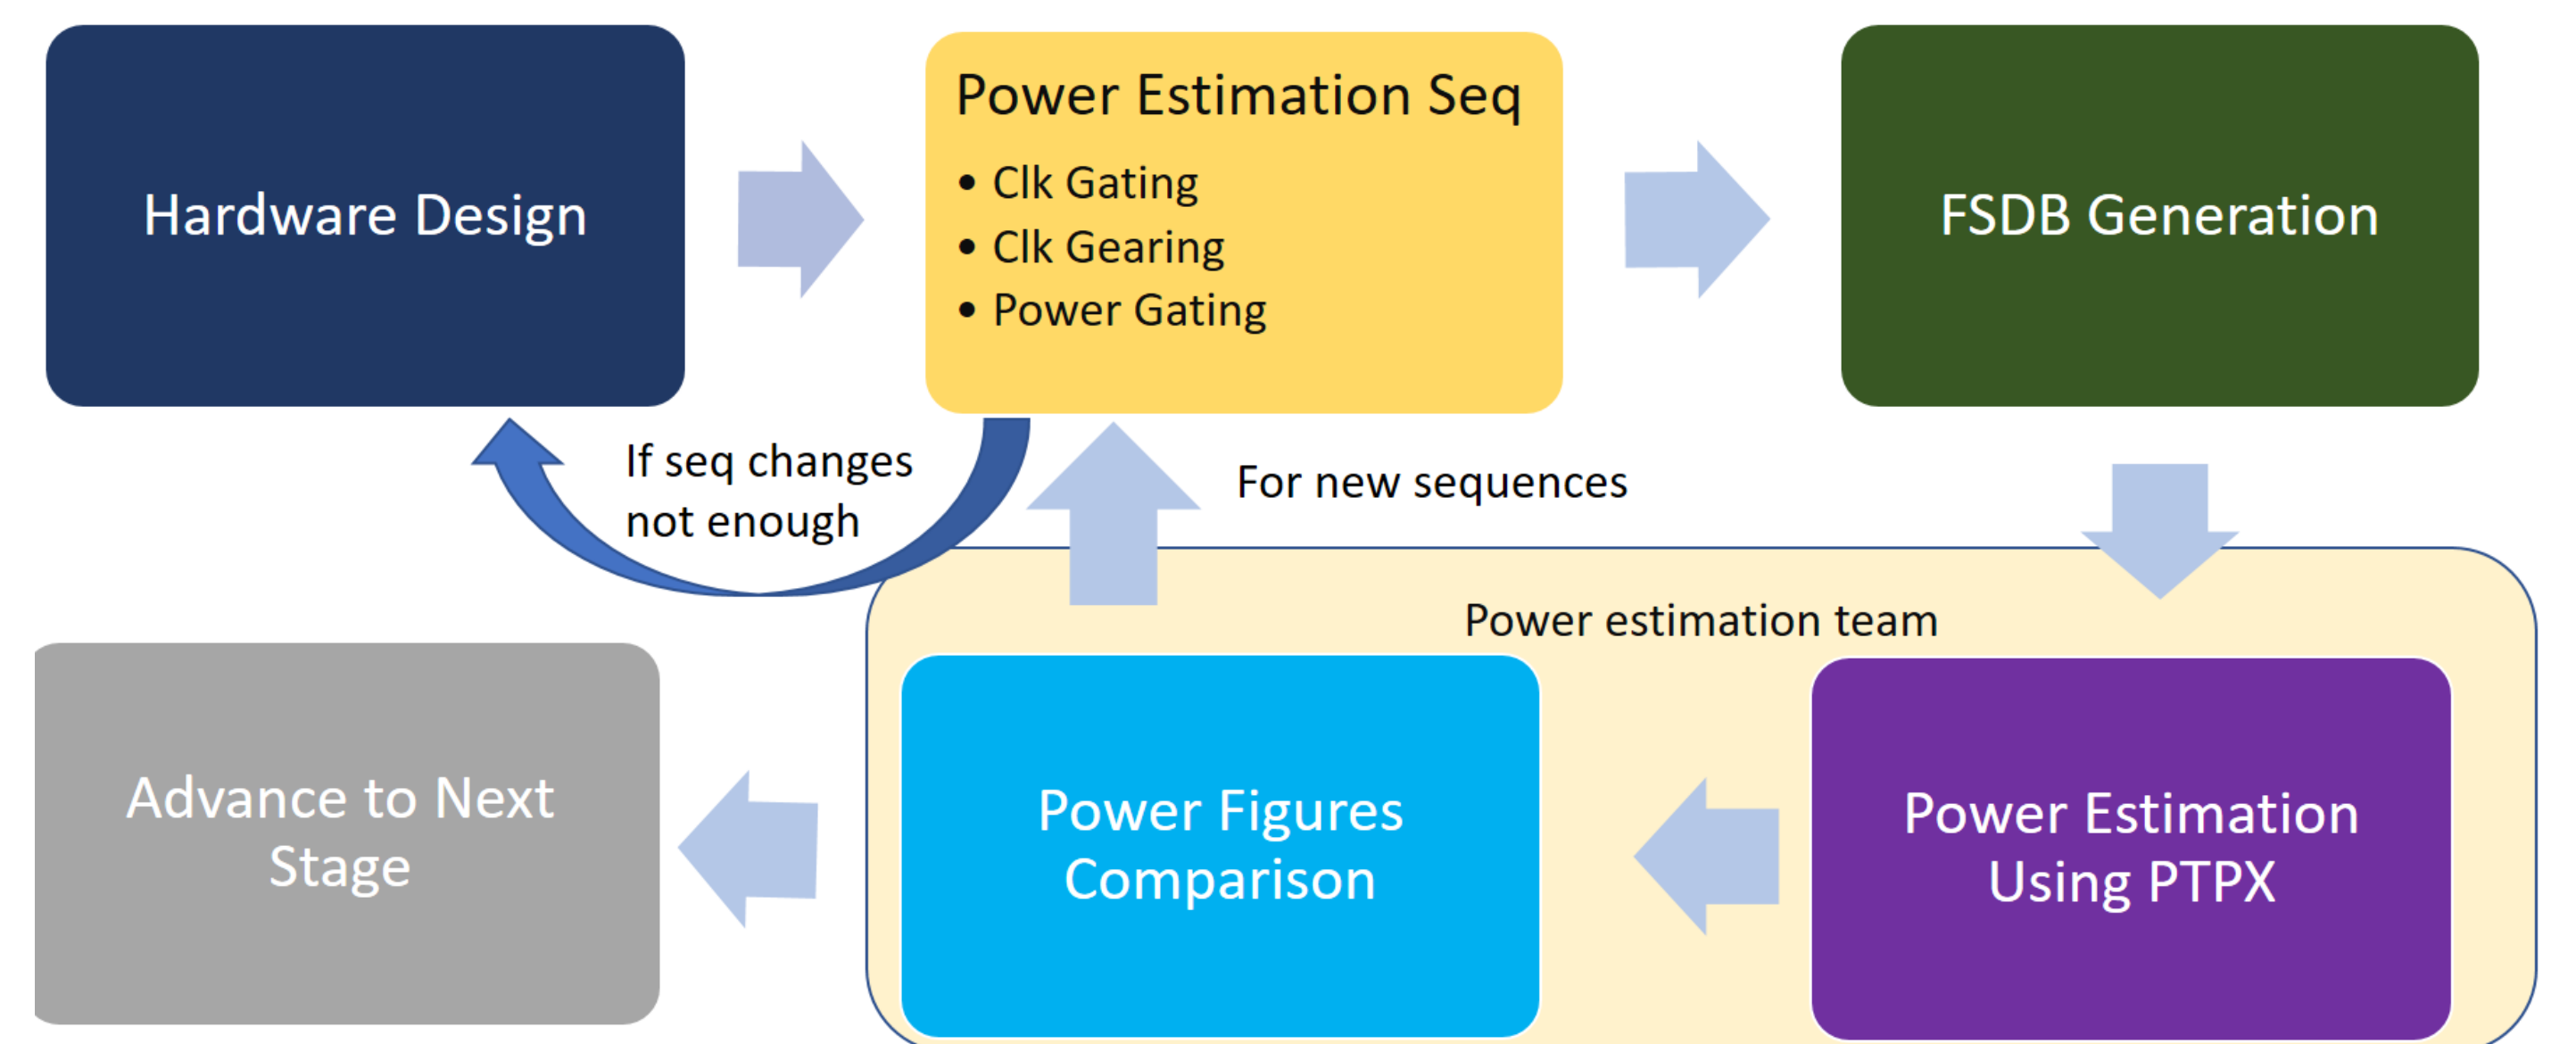 Hardware Design
Power Estimation Seq
• Clk Gating
• Clk Gearing
• Power Gating
FSDB Generation
If seq changes
not enough
For new sequences
Power estimation team
Advance to Next
Stage
Power Figures
Comparison
Power Estimation
Using PTPX